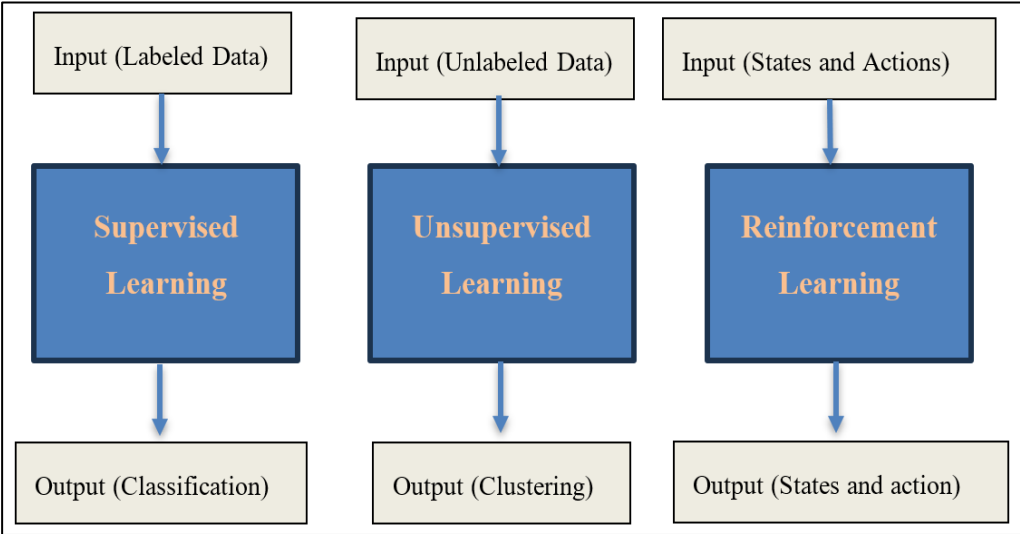 Input (Labeled Data)
Input (Unlabeled Data)
Input (States and Actions)
Supervised
Learning
Unsupervised
Learning
Reinforcement
Learning
Output (Classification)
Output (Clustering)
Output (States and action)